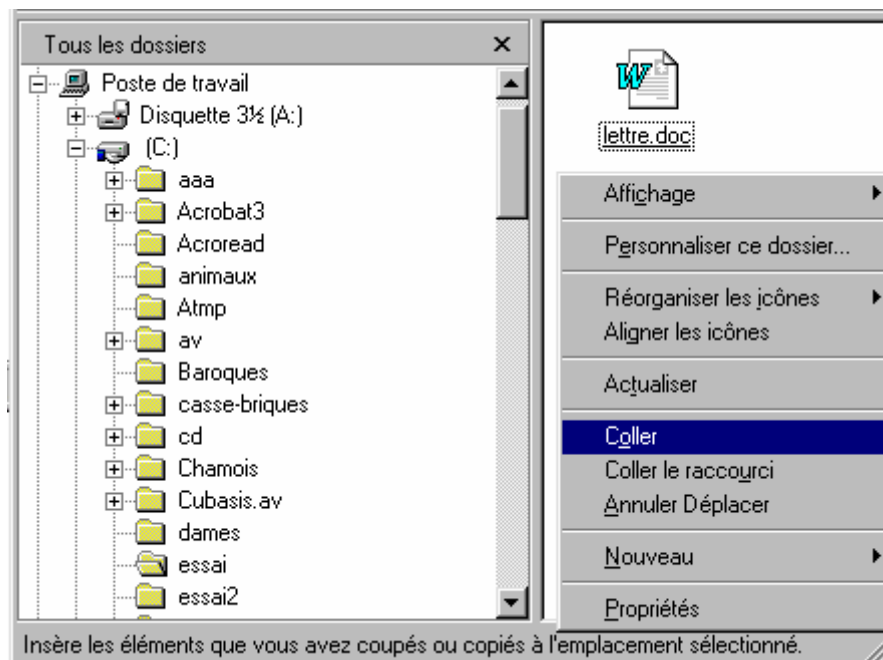 Tous les dossiers
Poste de travail
Disquette 3½ (A:)
(C:)
aaa
Acrobat3
Acroread
animaux
Atmp
av
Baroques
casse-briques
cd
Chamois
Cubasis.av
dames
essai
essai2
lettre.doc
Affichage
Personnaliser ce dossier...
Réorganiser les icônes
Aligner les icônes
Actualiser
Coller
Coller le raccourci
Annuler Déplacer
Nouveau
Propriétés
Insère les éléments que vous avez coupés ou copiés à l'emplacement sélectionné.